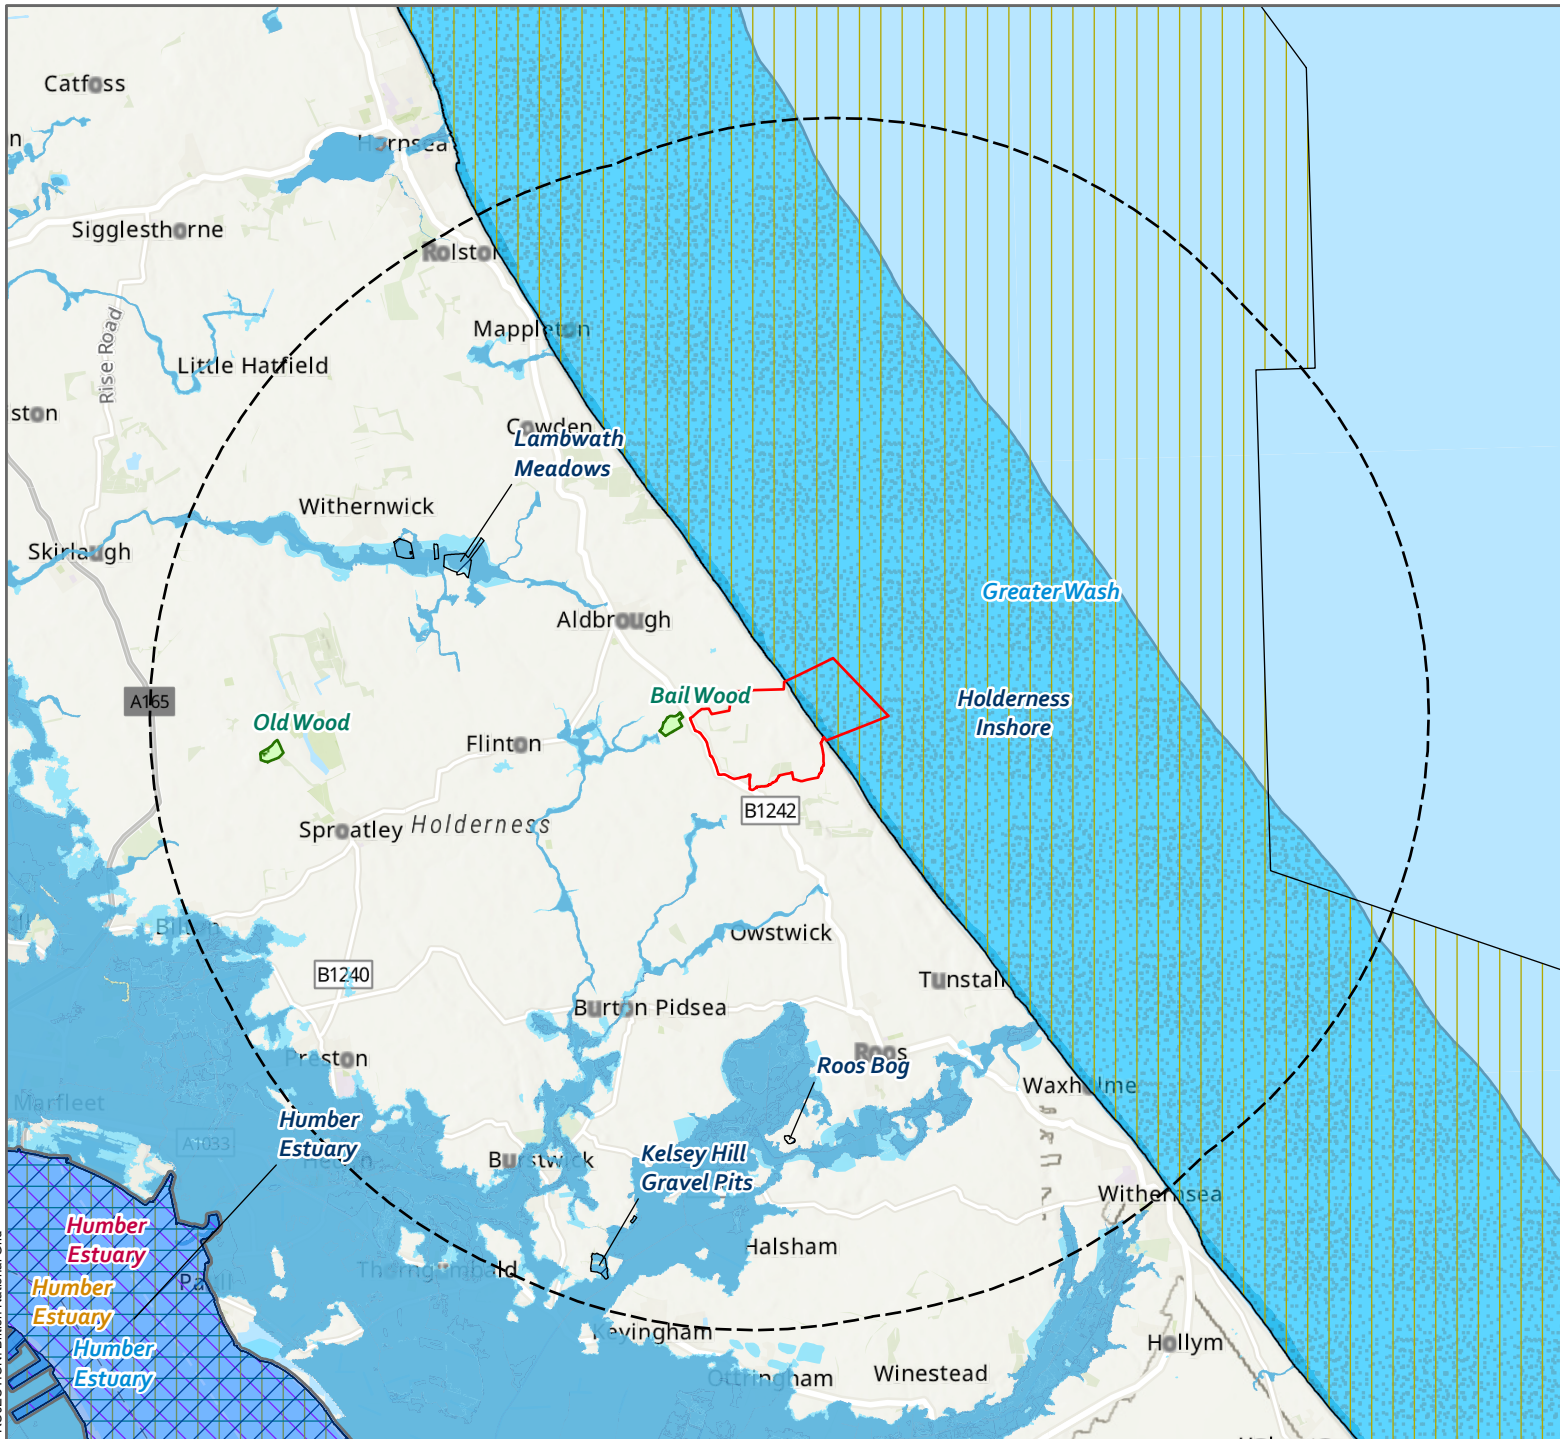 Catfoss
n
Hornsea
Sigglesthorne
Rolston
Rise Road
Mappleton
Little Hatfield
ston
Cowden
Lambwath
Meadows
Withernwick
Skirlaugh
Greater Wash
Aldbrough
A165
Bail Wood
Holderness
Inshore
Old Wood
Flinton
B1242
Sproatley
Holderness
Bilton
Owstwick
B1240
Tunstall
Burton Pidsea
Preston
Roos
Roos Bog
Waxholme
Marfleet
Humber
Estuary
A1033
Hedon
Burstwick
Kelsey Hill
Gravel Pits
Withernsea
Humber
Estuary
Halsham
Thorngumbald
Paull
Humber
Estuary
Keyingham
Hollym
Humber
Estuary
Ottringham
Winestead